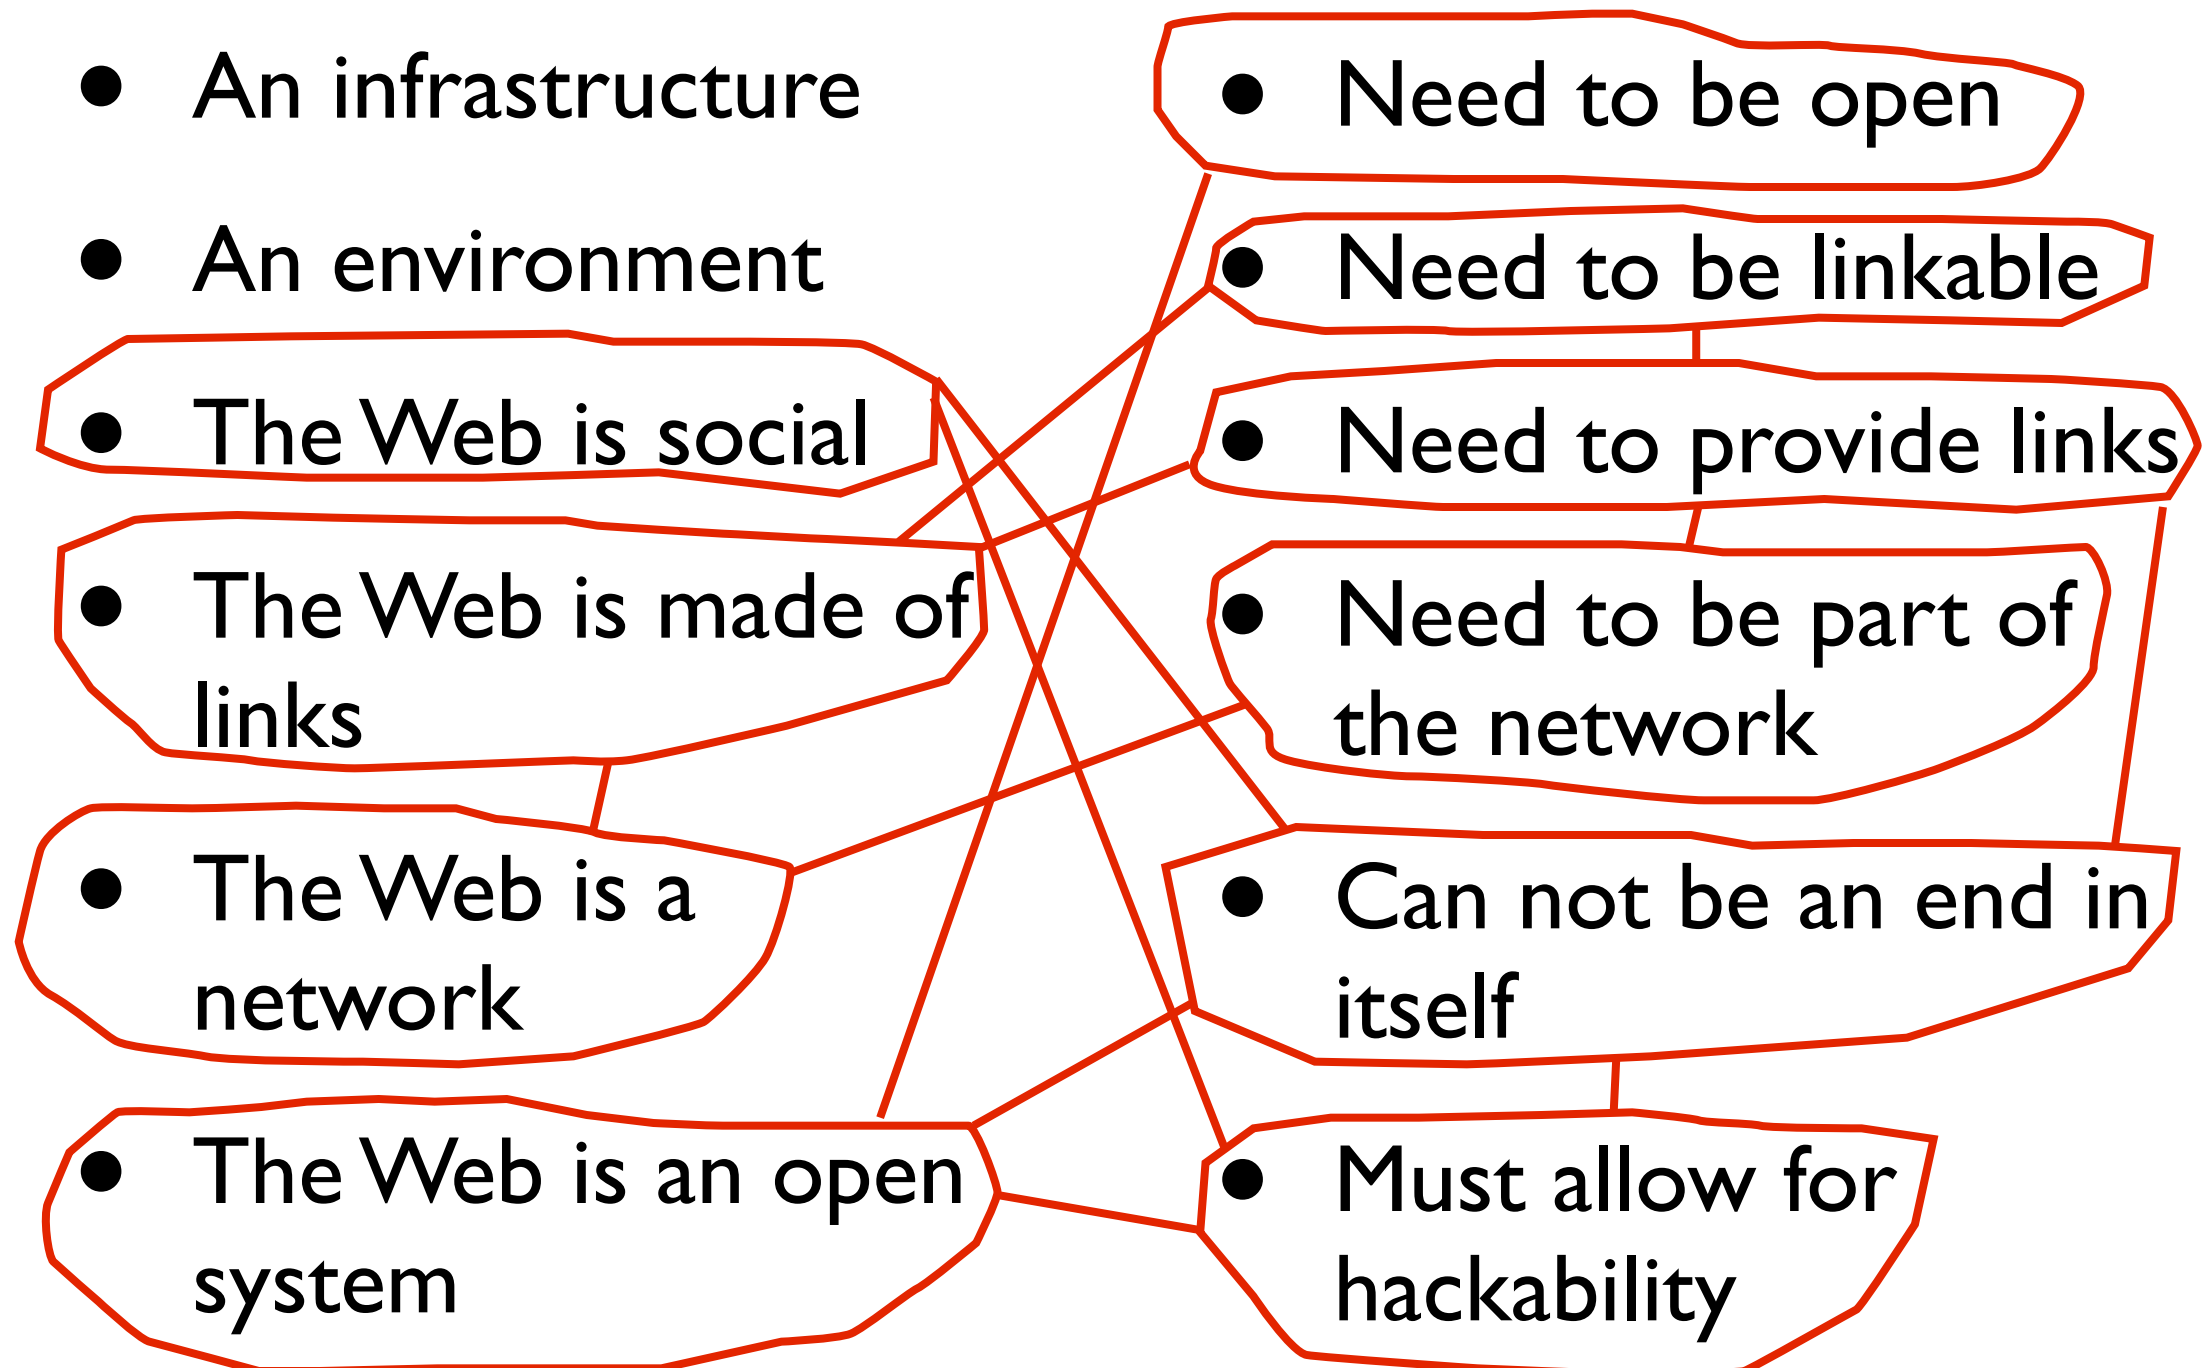 ● An infrastructure
● An environment
● The Web is social
● The Web is made of
links
● The Web is a
network
● The Web is an open
system
● Need to be open
● Need to be linkable
● Need to provide links
● Need to be part of
the network
● Can not be an end in
itself
● Must allow for
hackability